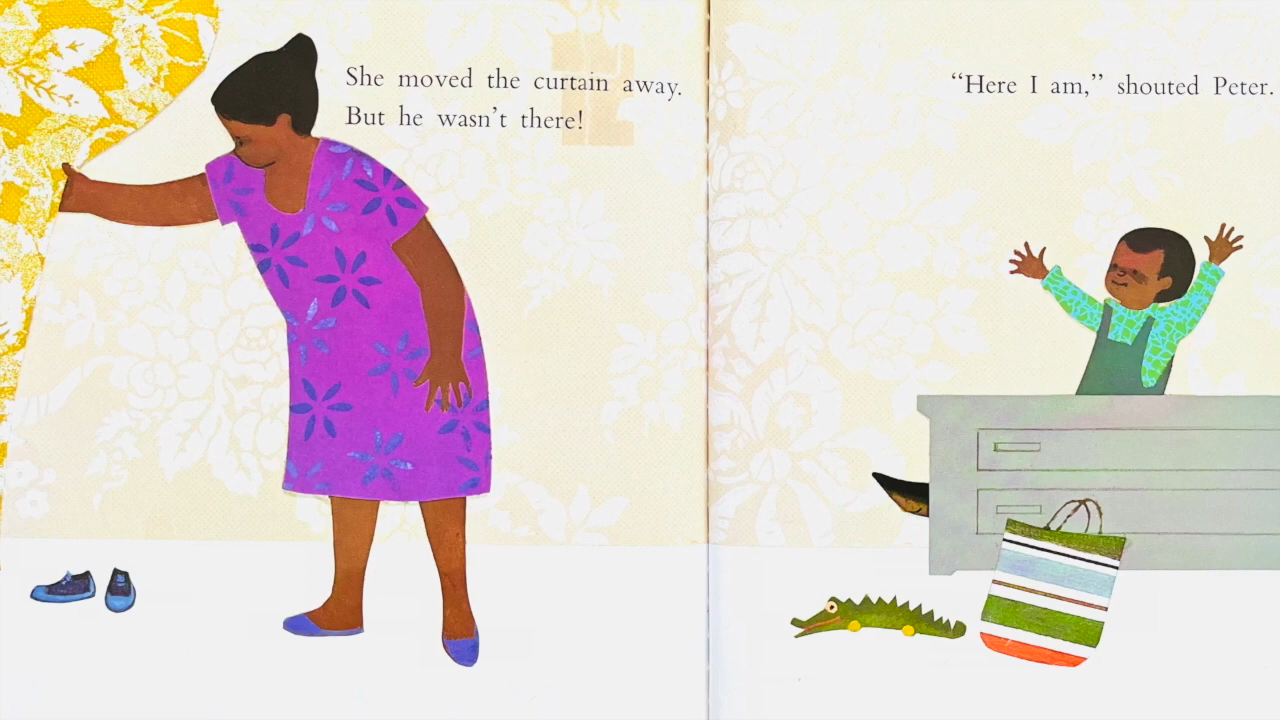 She moved the curtain away.
But he wasn't there!
“Here I am,” shouted Peter.